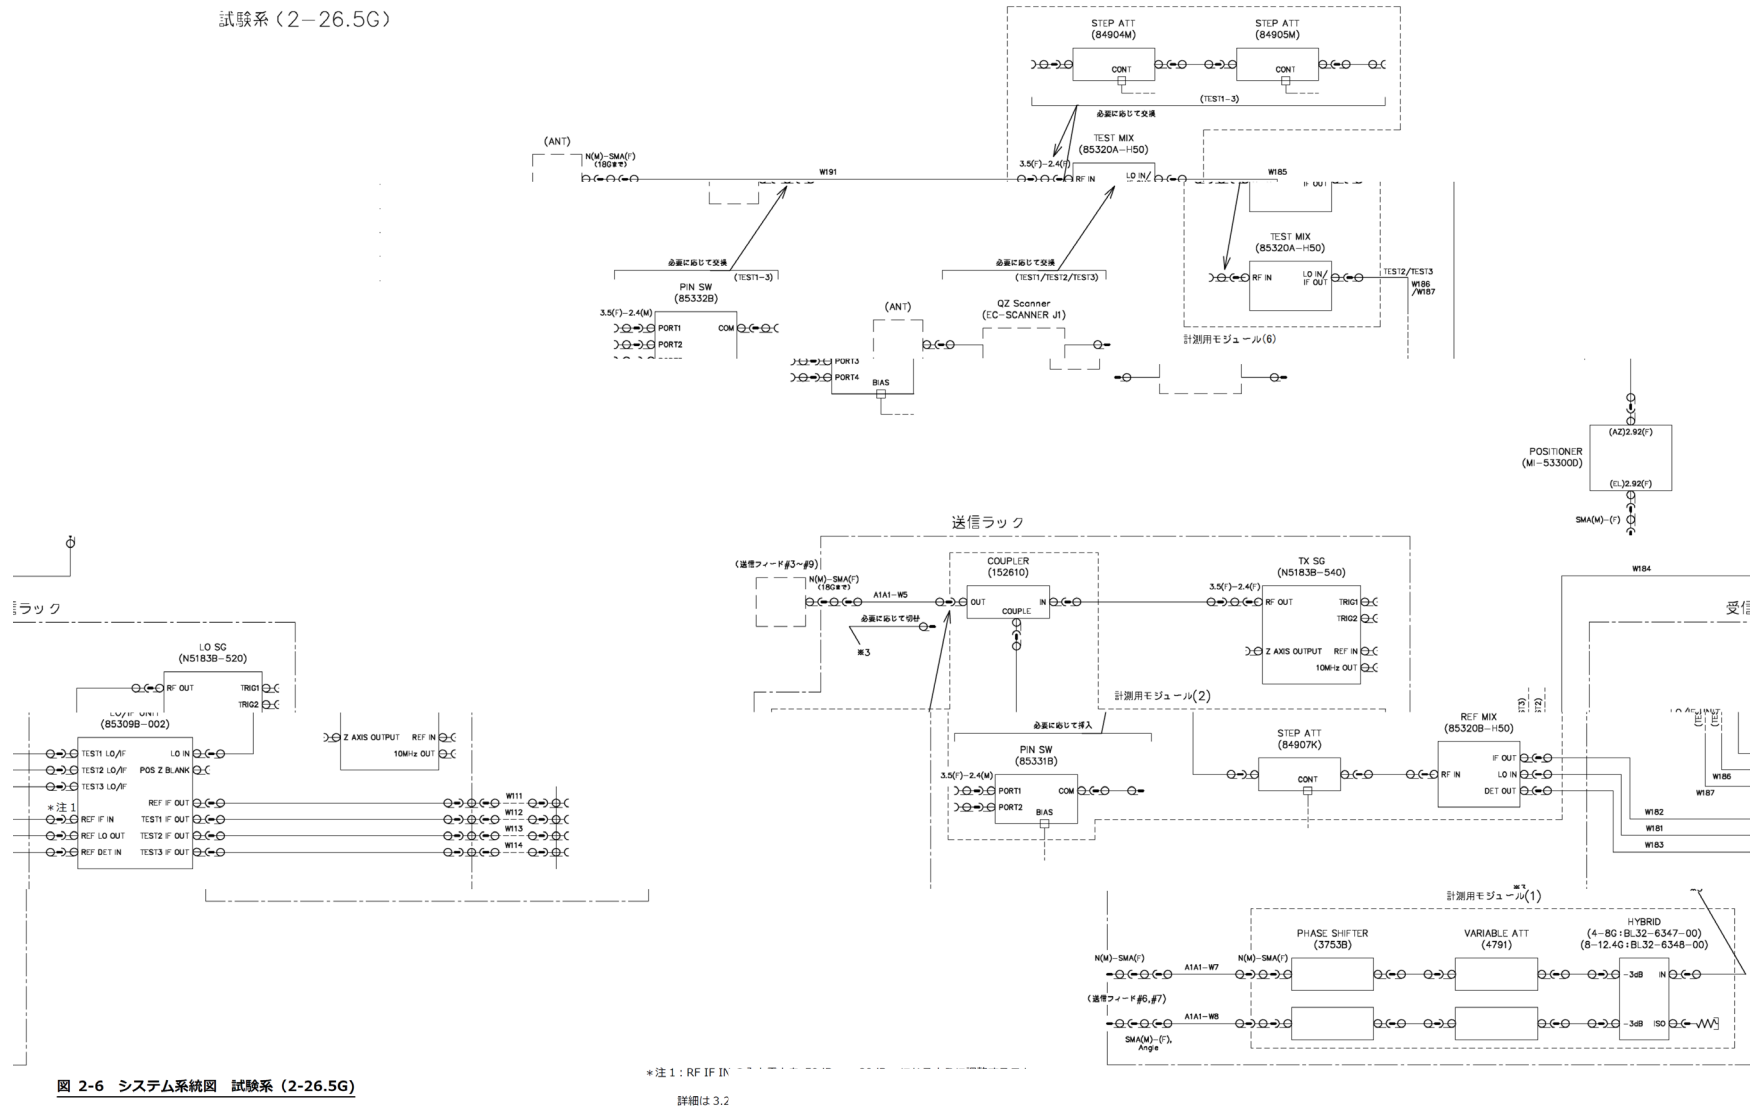 試験系(2-26.5G)
STEP ATT
(84904M)
STEP ATT
(84905M)
CONT
CONT
(TEST1-3)
必要に応じて交換
(ANT)
N(M)-SMA(F)
(18Gまで)
W191
TEST MIX
(85320A-H50)
3.5(F)-2.4(F)
RF IN
LO IN/
W185
IF OUT
TEST MIX
(85320A-H50)
RF IN
LO IN/
IF OUT
TEST2/TEST3
W186
/W187
計測用モジュール(6)
必要に応じて交換
(TEST1-3)
必要に応じて交換
(TEST1/TEST2/TEST3)
PIN SW
(85332B)
3.5(F)-2.4(M)
PORT1
COM
PORT2
(ANT)
QZ Scanner
(EC-SCANNER J1)
PORT3
PORT4
BIAS
(AZ)2.92(F)
POSITIONER
(MI-53300D)
(EL)2.92(F)
SMA(M)-(F)
送信ラック
(送信フィード#3~#9)
N(M)-SMA(F)
(18Gまで)
A1A1-W5
COUPLER
(152610)
OUT
IN
COUPLE
必要に応じて切替
※3
TX SG
(N5183B-540)
3.5(F)-2.4(F)
RF OUT
TRIG1
TRIG2
Z AXIS OUTPUT
REF IN
10MHz OUT
W184
計測用モジュール(2)
ラック
LO SG
(N5183B-520)
RF OUT
TRIG1
TRIG2
LO/IF UNIT
(85309B-002)
TEST1 LO/IF
LO IN
TEST2 LO/IF
POS Z BLANK
TEST3 LO/IF
*注1
REF IF OUT
REF IF IN
TEST1 IF OUT
REF LO OUT
TEST2 IF OUT
REF DET IN
TEST3 IF OUT
Z AXIS OUTPUT
REF IN
10MHz OUT
W111
W112
W113
W114
必要に応じて挿入
PIN SW
(85331B)
3.5(F)-2.4(M)
PORT1
COM
PORT2
BIAS
STEP ATT
(84907K)
CONT
REF MIX
(85320B-H50)
IF OUT
RF IN
LO IN
DET OUT
W186
W187
W182
W181
W183
計測用モジュール(1)
PHASE SHIFTER
(3753B)
VARIABLE ATT
(4791)
HYBRID
(4-8G:BL32-6347-00)
(8-12.4G:BL32-6348-00)
N(M)-SMA(F)
A1A1-W7
N(M)-SMA(F)
-3dB
IN
(送信フィード#6,#7)
A1A1-W8
-3dB
ISO
SMA(M)-(F),
Angle
図 2-6 システム系統図 試験系(2-26.5G)
*注1:RF IF IN
詳細は 3.2